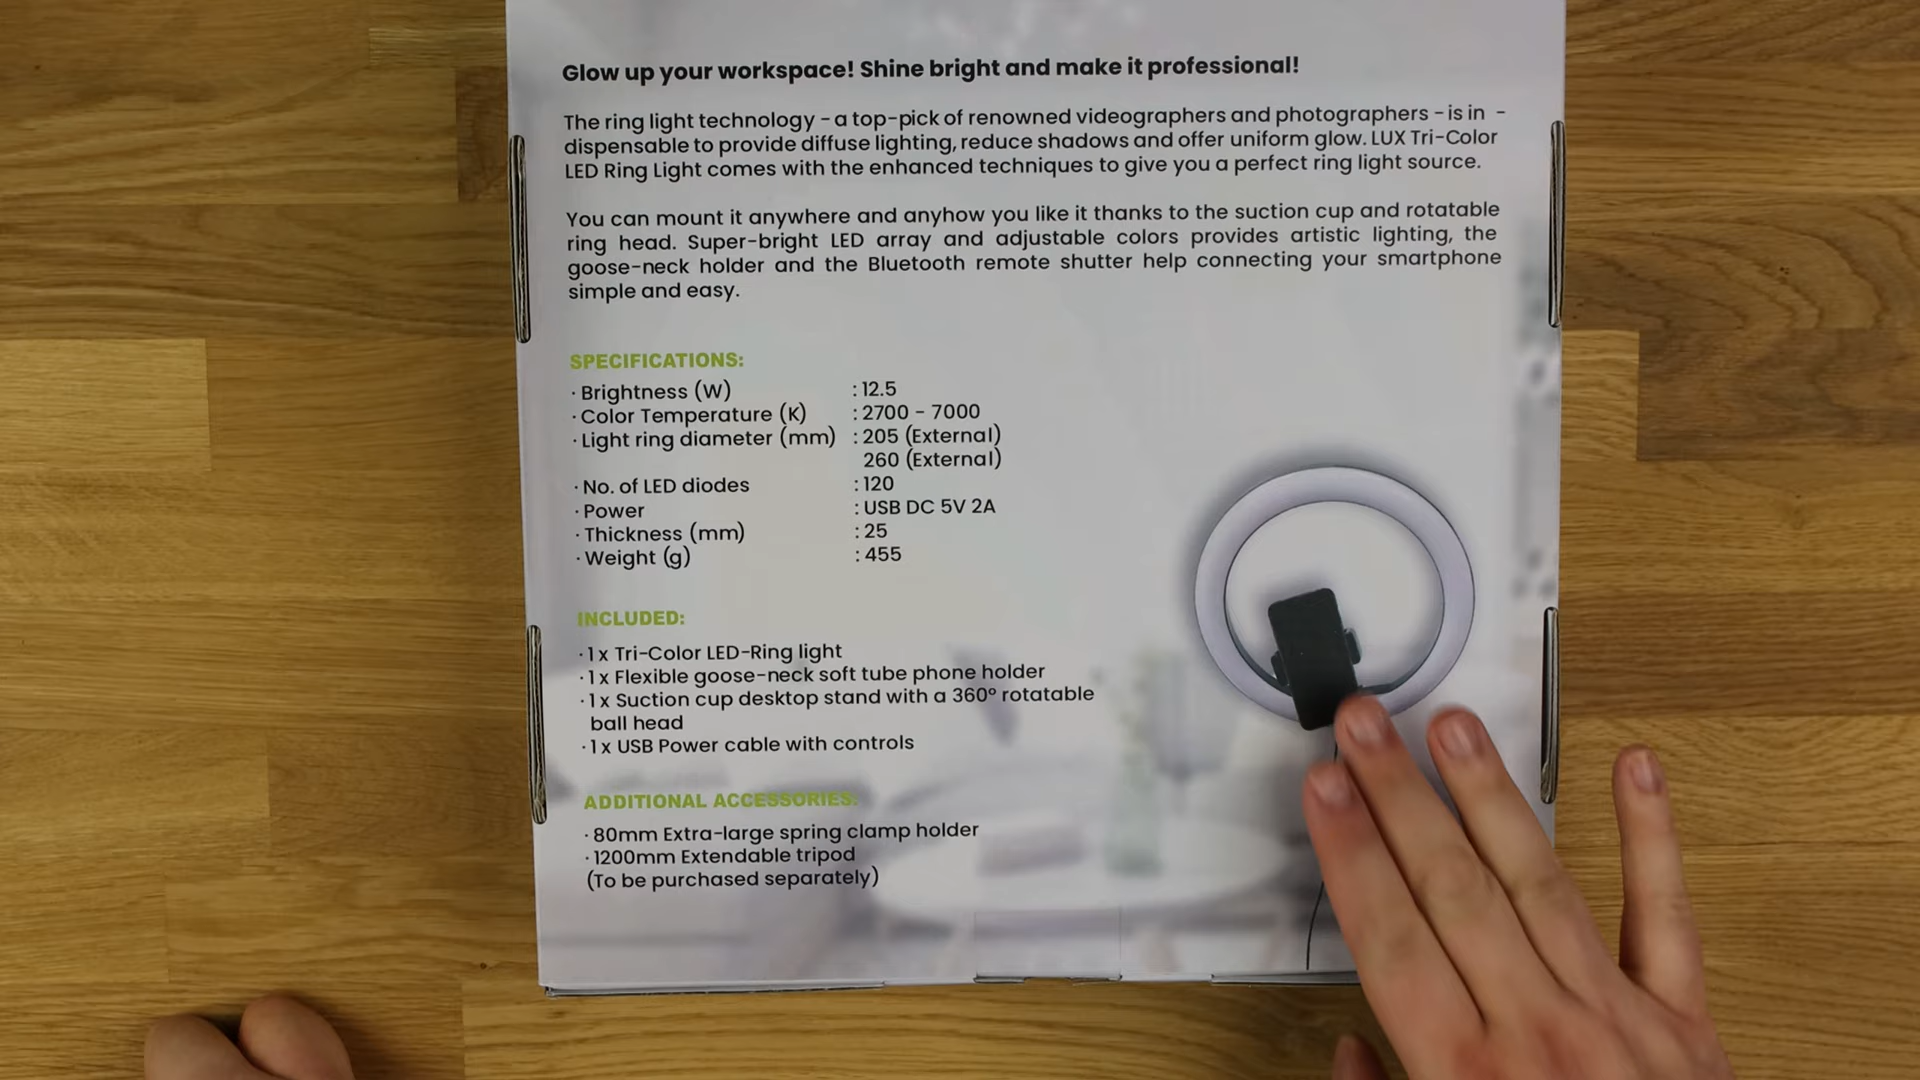 Glow up your workspace! Shine bright and make it professional!
The ring light technology - a top-pick of renowned videographers and photographers - is in -
dispensable to provide diffuse lighting, reduce shadows and offer uniform glow. LUX Tri-Color
LED Ring Light comes with the enhanced techniques to give you a perfect ring light source.
You can mount it anywhere and anyhow you like it thanks to the suction cup and rotatable
ring head. Super-bright LED array and adjustable colors provides artistic lighting, the
goose-neck holder and the Bluetooth remote shutter help connecting your smartphone
simple and easy.
SPECIFICATIONS:
· Brightness (W) : 12.5
· Color Temperature (K) : 2700 - 7000
· Light ring diameter (mm) : 205 (External)
260 (External)
· No. of LED diodes : 120
· Power : USB DC 5V 2A
· Thickness (mm) : 25
· Weight (g) : 455
INCLUDED:
· 1 x Tri-Color LED-Ring light
· 1 x Flexible goose-neck soft tube phone holder
· 1 x Suction cup desktop stand with a 360° rotatable
ball head
· 1 x USB Power cable with controls
ADDITIONAL ACCESSORIES:
· 80mm Extra-large spring clamp holder
· 1200mm Extendable tripod
(To be purchased separately)